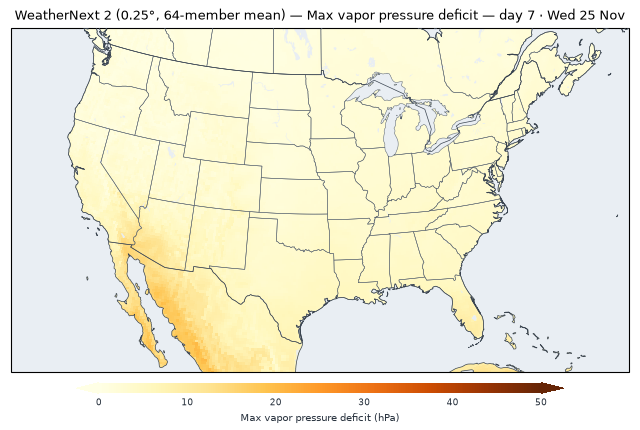 WeatherNext 2 (0.25°, 64-member mean) — Max vapor pressure deficit — day 7 · Wed 25 Nov
0 10 20 30 40 50
Max vapor pressure deficit (hPa)